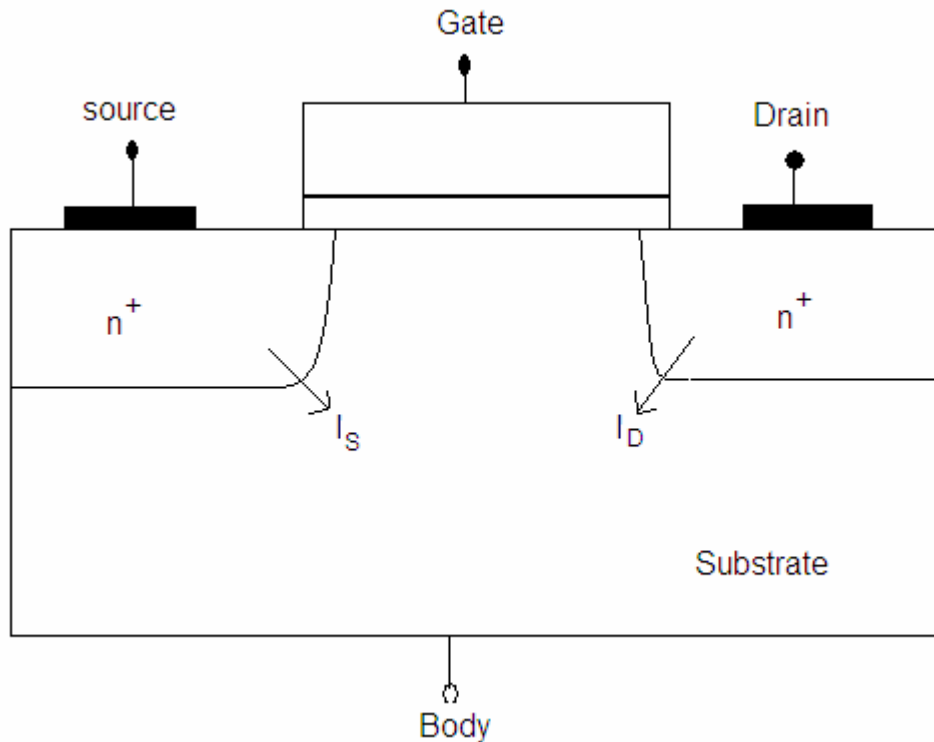 Gate
source
Drain
n+
n+
IS
ID
Substrate
Body